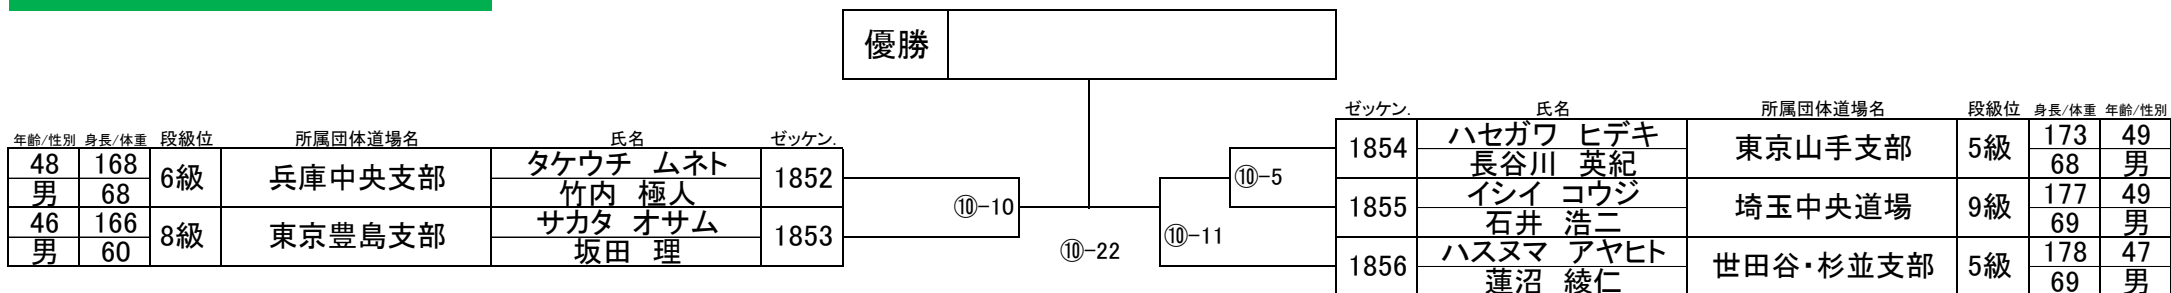 優勝
年齢/性別 身長/体重 段級位 所属団体道場名 氏名 ゼッケン.
48 168 6級 兵庫中央支部 タケウチ ムネト 1852
男 68 竹内 極人
46 166 8級 東京豊島支部 サカタ オサム 1853
男 60 坂田 理
⑩-10
⑩-22
⑩-5
⑩-11
ゼッケン. 氏名 所属団体道場名 段級位 身長/体重 年齢/性別
1854 ハセガワ ヒデキ 東京山手支部 5級 173 49
長谷川 英紀 68 男
1855 イシイ コウジ 埼玉中央道場 9級 177 49
石井 浩二 69 男
1856 ハスヌマ アヤヒト 世田谷・杉並支部 5級 178 47
蓮沼 綾仁 69 男